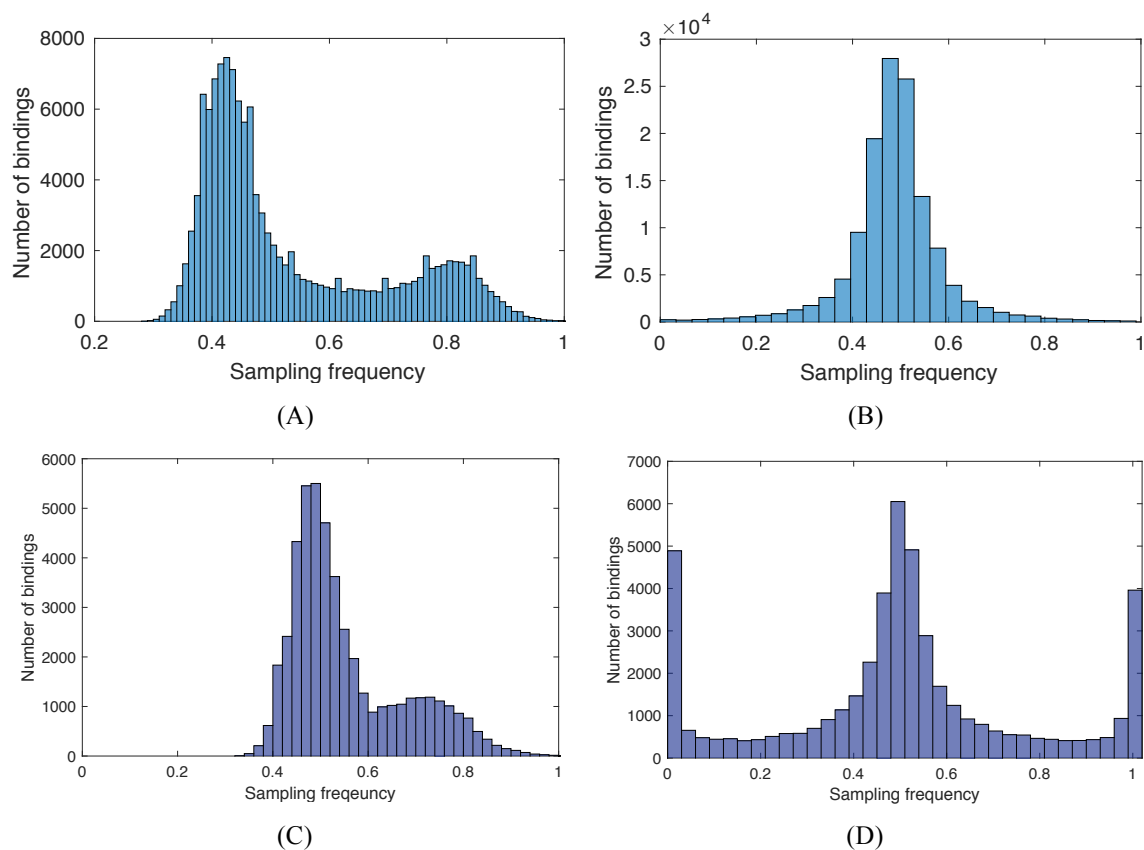 8000
6000
4000
2000
0
Number of bindings
0.2 0.4 0.6 0.8 1
Sampling frequency
(A)
×10⁴
3
2.5
2
1.5
1
0.5
0
Number of bindings
0 0.2 0.4 0.6 0.8 1
Sampling frequency
(B)
6000
5000
4000
3000
2000
1000
0
Number of bindings
0 0.2 0.4 0.6 0.8 1
Sampling freqeuncy
(C)
7000
6000
5000
4000
3000
2000
1000
0
Number of bindings
0 0.2 0.4 0.6 0.8 1
Sampling frequency
(D)